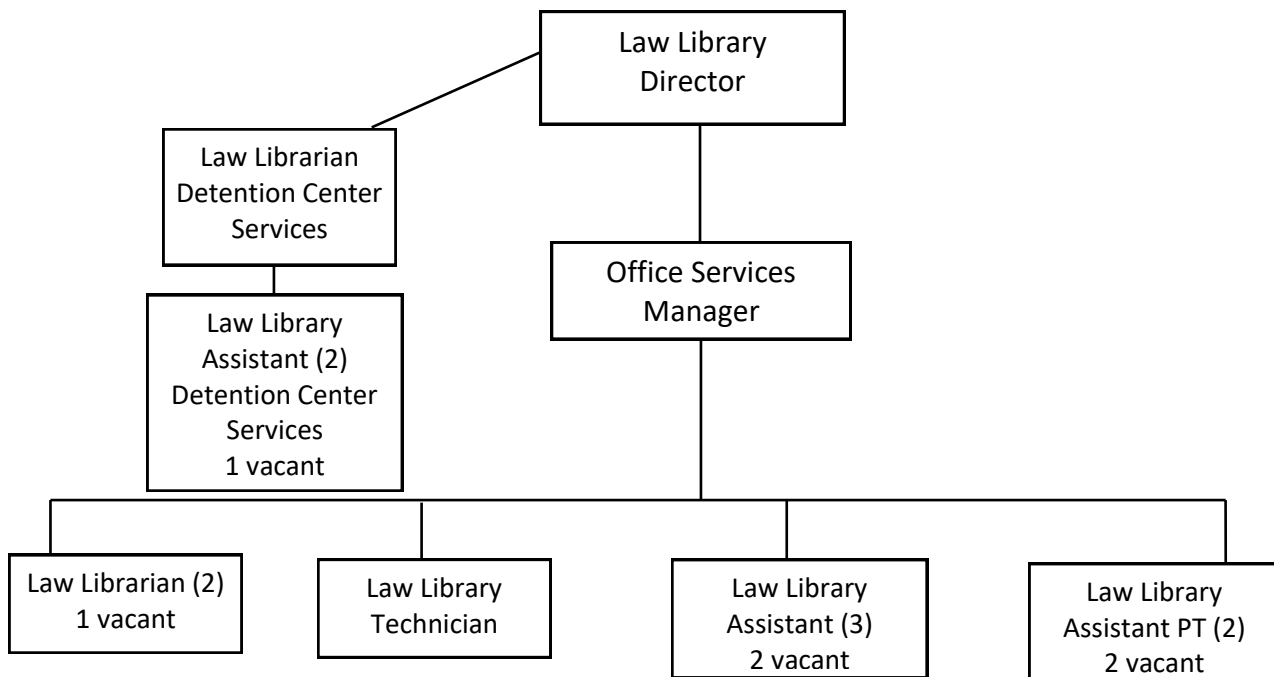 Law Library
Director
Law Librarian
Detention Center
Services
Office Services
Manager
Law Library
Assistant (2)
Detention Center
Services
1 vacant
Law Librarian (2)
1 vacant
Law Library
Technician
Law Library
Assistant (3)
2 vacant
Law Library
Assistant PT (2)
2 vacant